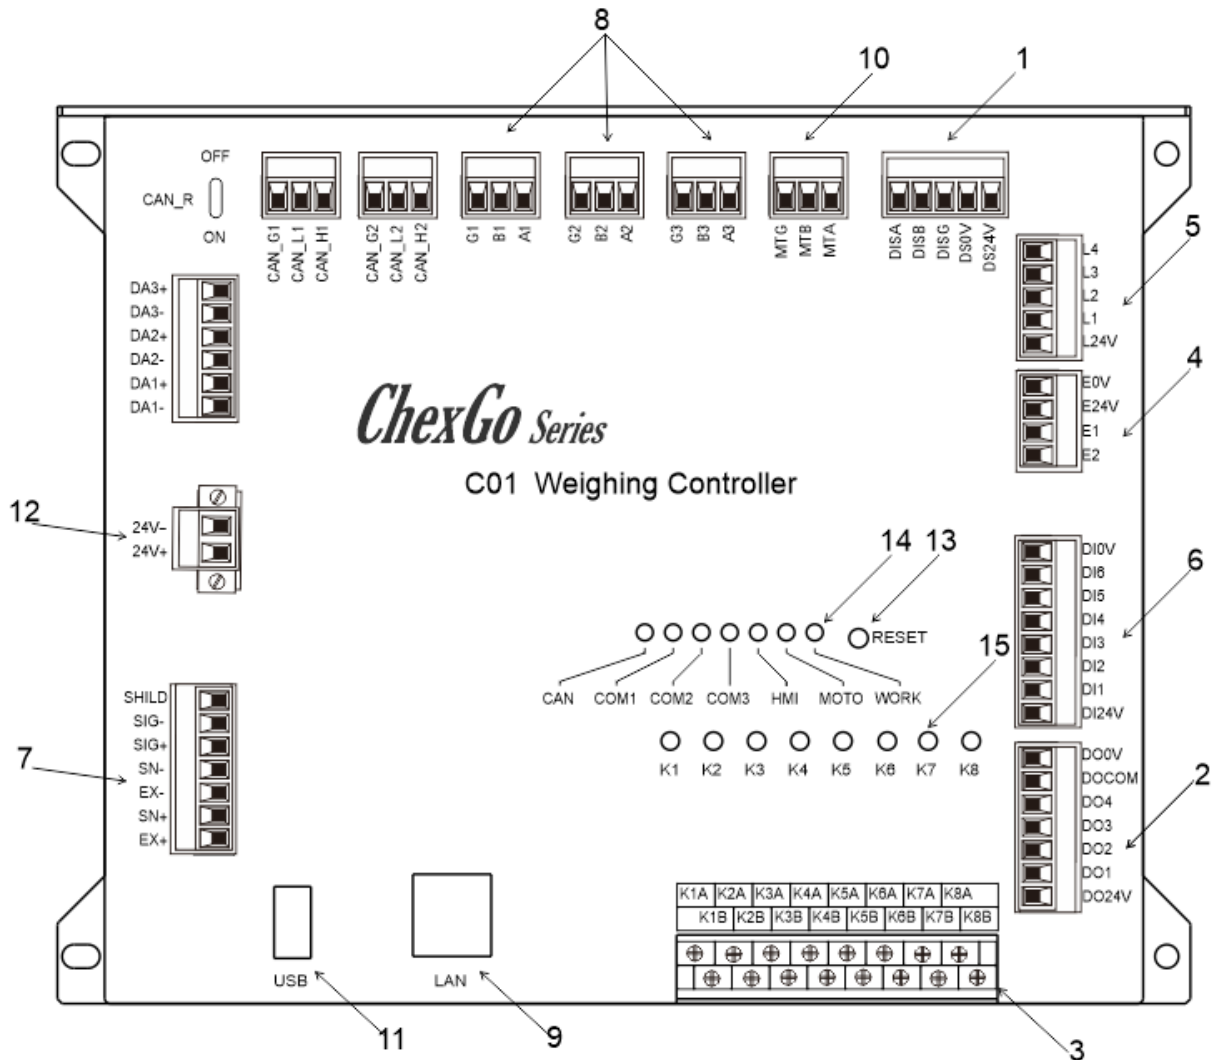 8
10
1
OFF
CAN_R
ON
CAN_G1
CAN_L1
CAN_H1
CAN_G2
CAN_L2
CAN_H2
G1
B1
A1
G2
B2
A2
G3
B3
A3
MTG
MTB
MTA
DISA
DISB
DISG
DS0V
DS24V
L4
L3
L2
L1
L24V
5
DA3+
DA3-
DA2+
DA2-
DA1+
DA1-
E0V
E24V
E1
E2
4
ChexGo Series
C01 Weighing Controller
12
24V-
24V+
14
13
RESET
15
CAN
COM1
COM2
COM3
HMI
MOTO
WORK
K1
K2
K3
K4
K5
K6
K7
K8
DI0V
DI6
DI5
DI4
DI3
DI2
DI1
DI24V
6
7
SHILD
SIG-
SIG+
SN-
EX-
SN+
EX+
DO0V
DOCOM
DO4
DO3
DO2
DO1
DO24V
2
K1A K2A K3A K4A K5A K6A K7A K8A
K1B K2B K3B K4B K5B K6B K7B K8B
USB
LAN
11
9
3